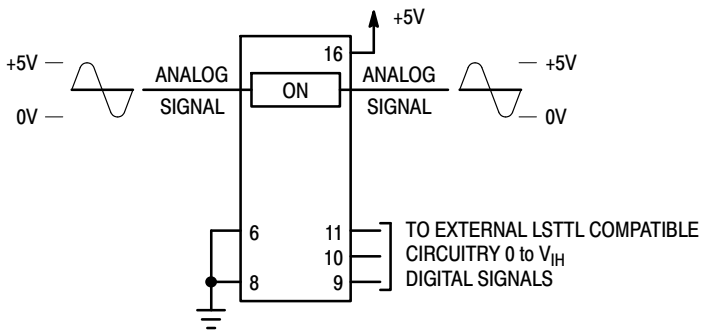 +5V
16
+5V
ANALOG
SIGNAL
0V
ON
ANALOG
SIGNAL
+5V
0V
6
8
11
10
9
TO EXTERNAL LSTTL COMPATIBLE
CIRCUITRY 0 to VIH
DIGITAL SIGNALS